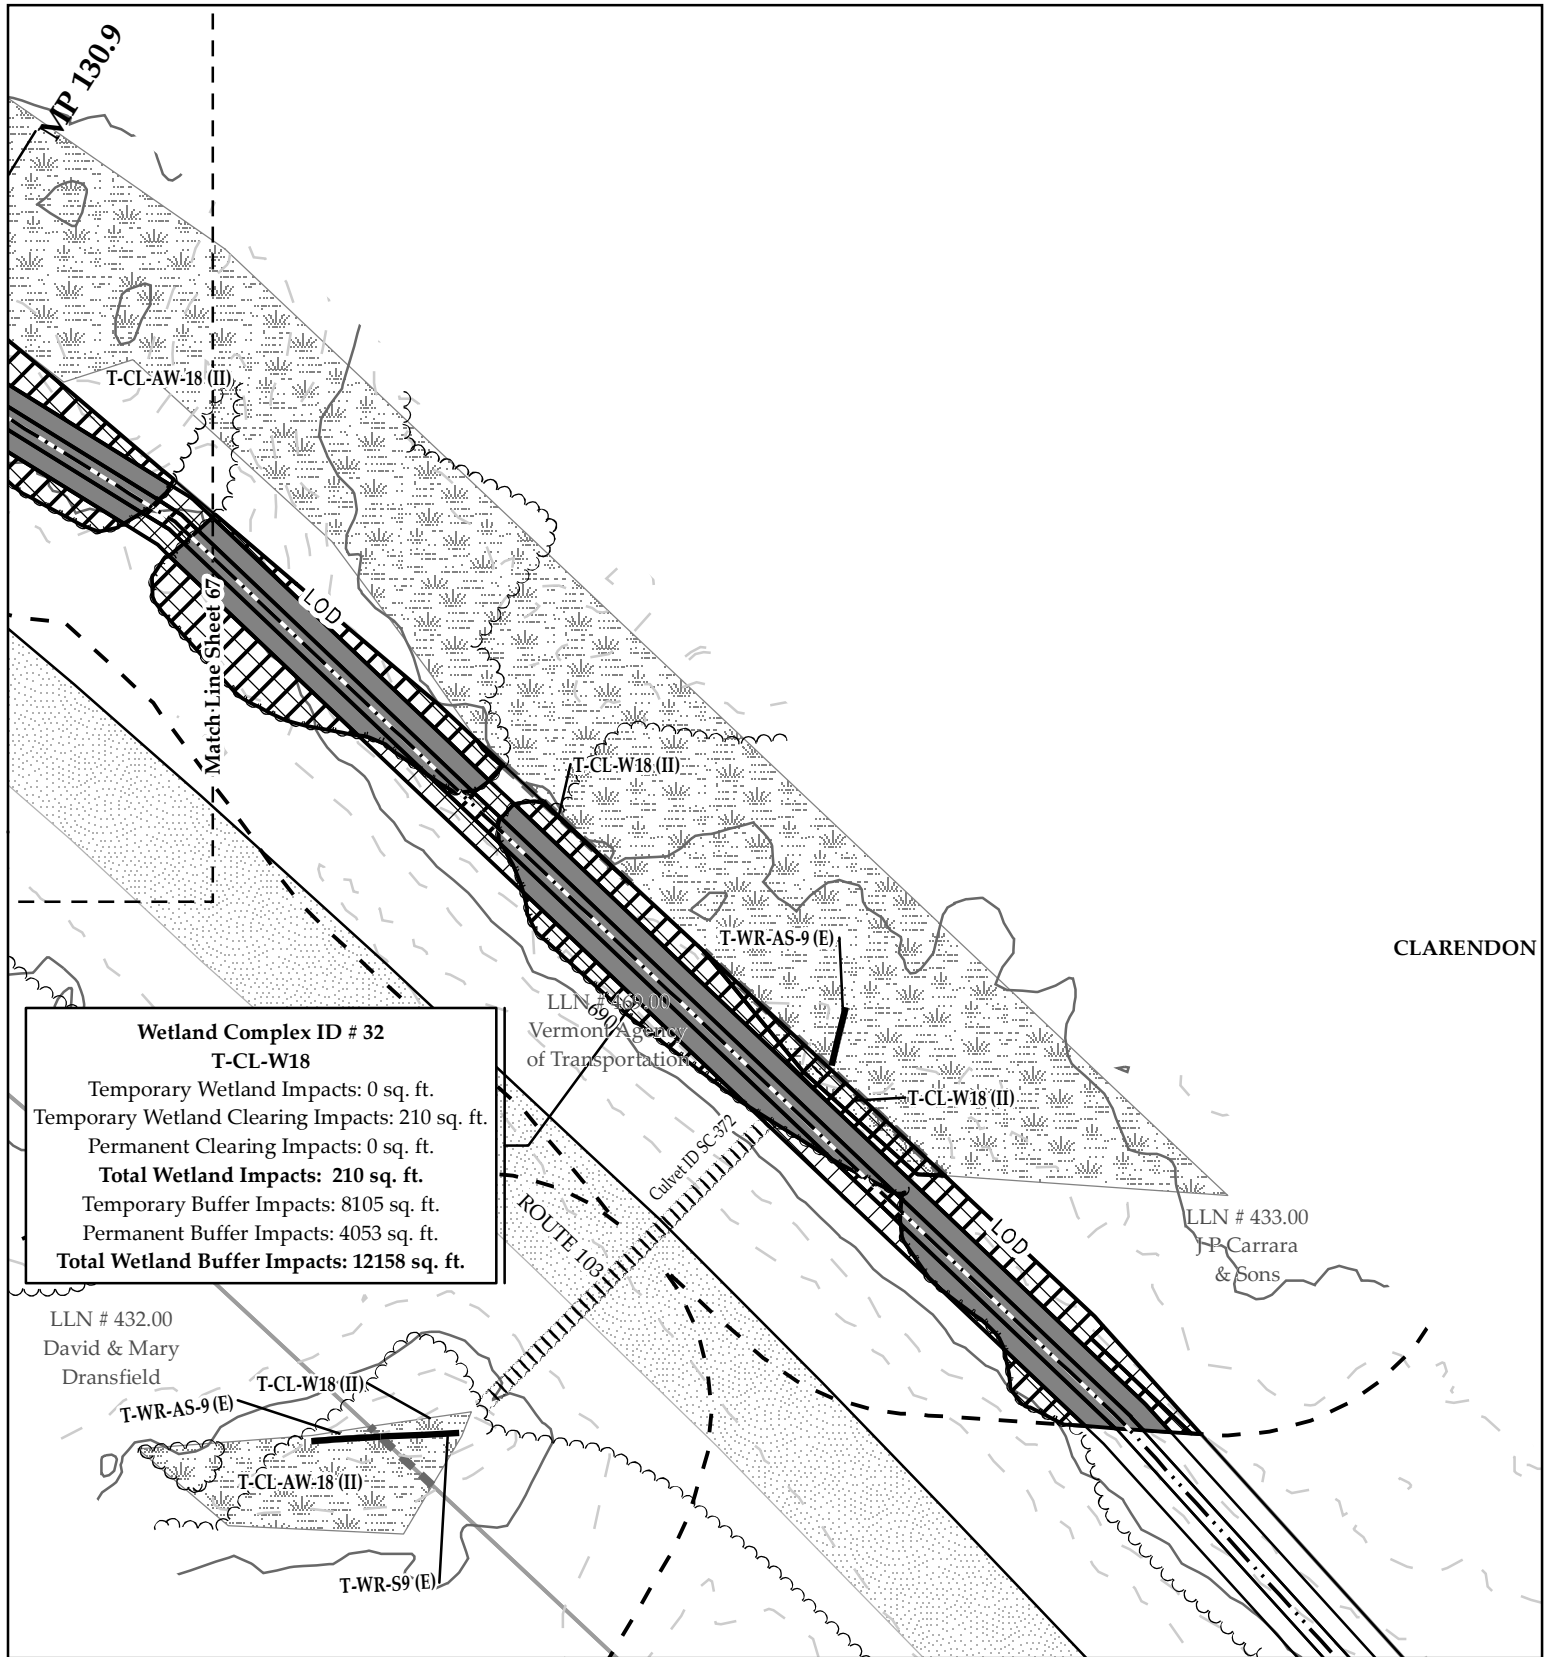 MP 130.9
T-CL-AW-18 (II)
Match Line Sheet 67
LOD
T-CL-W18 (II)
T-WR-AS-9 (E)
CLARENDON
LLN # 469.00
Vermont Agency
of Transportation
690
Wetland Complex ID # 32
T-CL-W18
Temporary Wetland Impacts: 0 sq. ft.
Temporary Wetland Clearing Impacts: 210 sq. ft.
Permanent Clearing Impacts: 0 sq. ft.
Total Wetland Impacts: 210 sq. ft.
Temporary Buffer Impacts: 8105 sq. ft.
Permanent Buffer Impacts: 4053 sq. ft.
Total Wetland Buffer Impacts: 12158 sq. ft.
T-CL-W18 (II)
Culvet ID SC-372
ROUTE 103
LOD
LLN # 433.00
J P Carrara
& Sons
LLN # 432.00
David & Mary
Dransfield
T-CL-W18 (II)
T-WR-AS-9 (E)
T-CL-AW-18 (II)
T-WR-S9 (E)